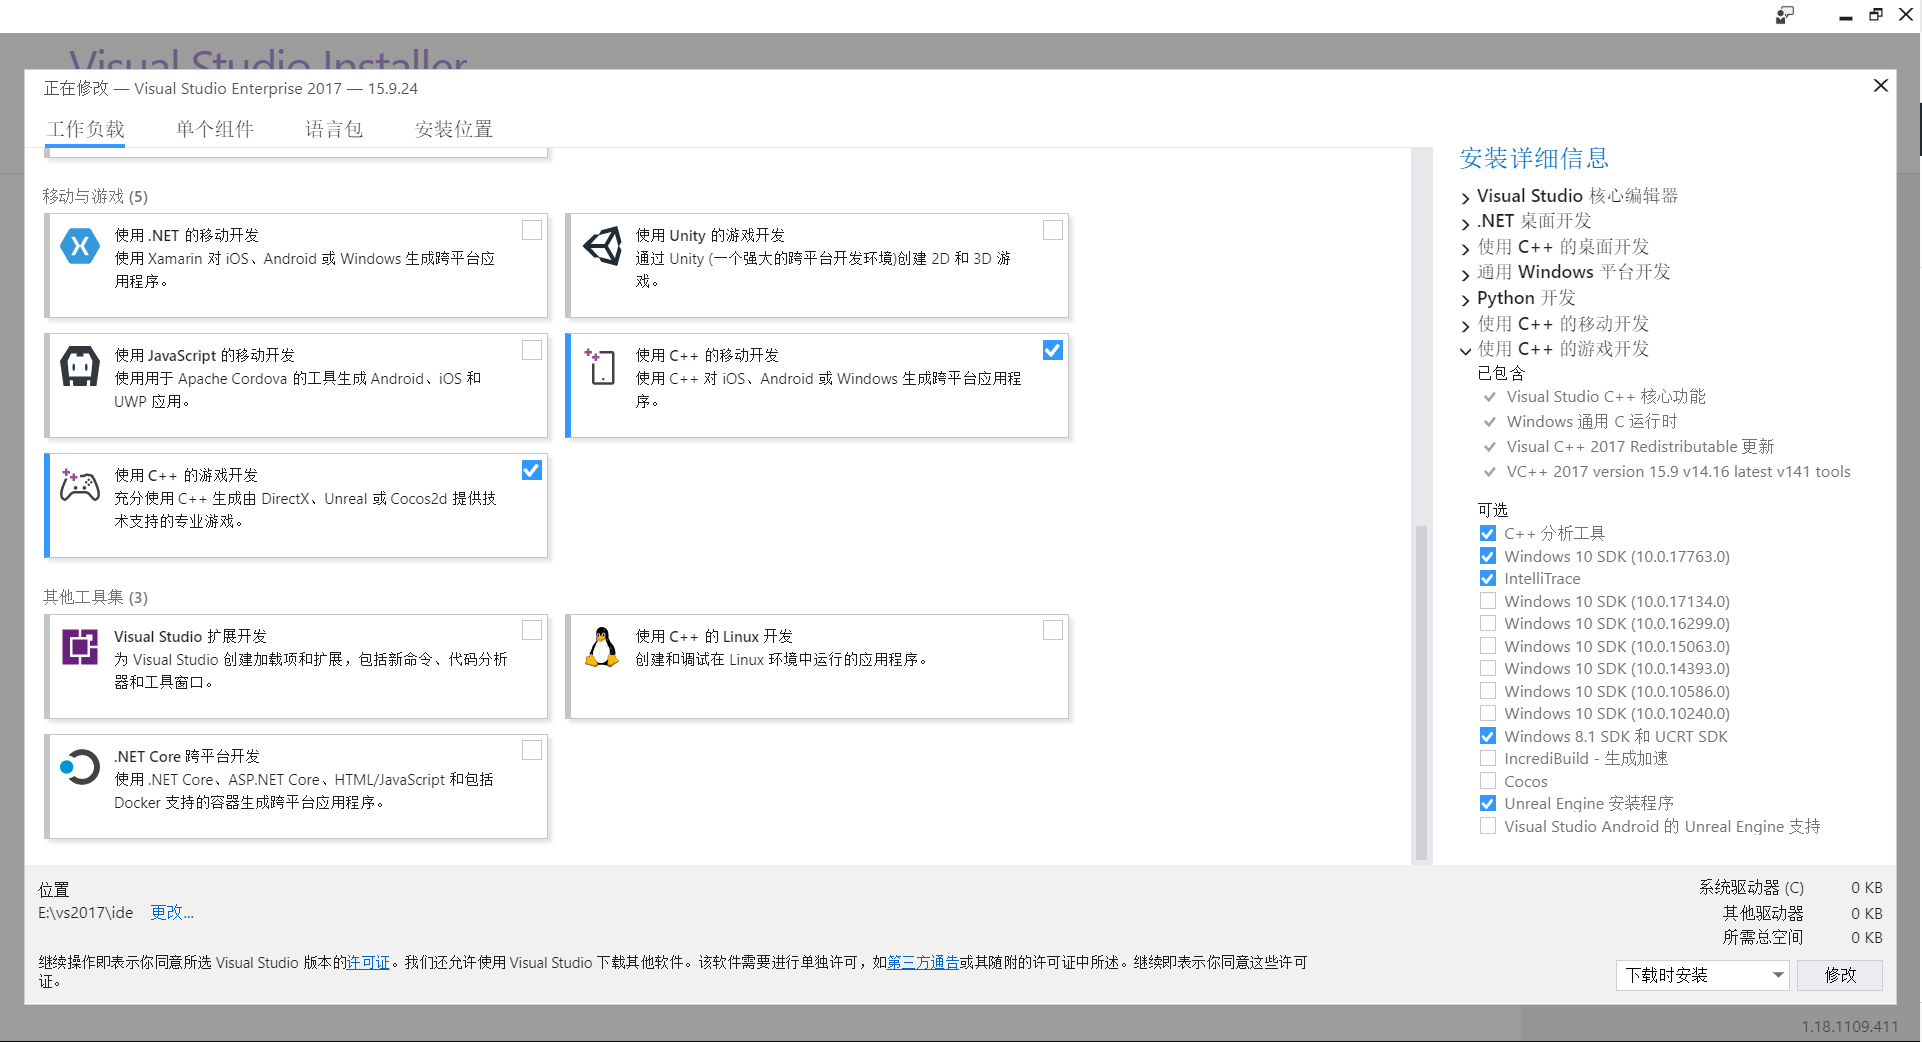 Visual Studio Installer
正在修改 — Visual Studio Enterprise 2017 — 15.9.24
工作负载
单个组件
语言包
安装位置
移动与游戏 (5)
使用 .NET 的移动开发
使用 Xamarin 对 iOS、Android 或 Windows 生成跨平台应
用程序。
使用 Unity 的游戏开发
通过 Unity (一个强大的跨平台开发环境)创建 2D 和 3D 游
戏。
使用 JavaScript 的移动开发
使用用于 Apache Cordova 的工具生成 Android、iOS 和
UWP 应用。
使用 C++ 的移动开发
使用 C++ 对 iOS、Android 或 Windows 生成跨平台应用程
序。
使用 C++ 的游戏开发
充分使用 C++ 生成由 DirectX、Unreal 或 Cocos2d 提供技
术支持的专业游戏。
其他工具集 (3)
Visual Studio 扩展开发
为 Visual Studio 创建加载项和扩展，包括新命令、代码分析
器和工具窗口。
使用 C++ 的 Linux 开发
创建和调试在 Linux 环境中运行的应用程序。
.NET Core 跨平台开发
使用 .NET Core、ASP.NET Core、HTML/JavaScript 和包括
Docker 支持的容器生成跨平台应用程序。
安装详细信息
Visual Studio 核心编辑器
.NET 桌面开发
使用 C++ 的桌面开发
通用 Windows 平台开发
Python 开发
使用 C++ 的移动开发
使用 C++ 的游戏开发
已包含
Visual Studio C++ 核心功能
Windows 通用 C 运行时
Visual C++ 2017 Redistributable 更新
VC++ 2017 version 15.9 v14.16 latest v141 tools
可选
C++ 分析工具
Windows 10 SDK (10.0.17763.0)
IntelliTrace
Windows 10 SDK (10.0.17134.0)
Windows 10 SDK (10.0.16299.0)
Windows 10 SDK (10.0.15063.0)
Windows 10 SDK (10.0.14393.0)
Windows 10 SDK (10.0.10586.0)
Windows 10 SDK (10.0.10240.0)
Windows 8.1 SDK 和 UCRT SDK
IncrediBuild - 生成加速
Cocos
Unreal Engine 安装程序
Visual Studio Android 的 Unreal Engine 支持
位置
E:\vs2017\ide 更改...
继续操作即表示你同意所选 Visual Studio 版本的许可证。我们还允许使用 Visual Studio 下载其他软件。该软件需要进行单独许可，如第三方通告或其随附的许可证中所述。继续即表示你同意这些许可
证。
系统驱动器 (C) 0 KB
其他驱动器 0 KB
所需总空间 0 KB
下载时安装
修改
1.18.1109.411